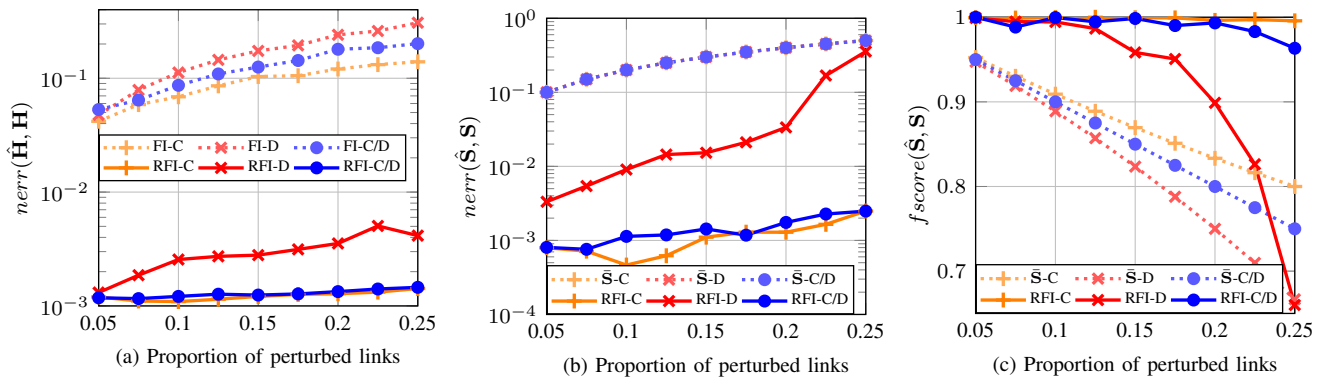 10⁻¹
10⁻²
10⁻³
nerr(Ĥ, H)
FI-C FI-D FI-C/D
RFI-C RFI-D RFI-C/D
0.05 0.1 0.15 0.2 0.25
(a) Proportion of perturbed links
10⁰
10⁻¹
10⁻²
10⁻³
10⁻⁴
nerr(Ŝ, S)
S̄-C S̄-D S̄-C/D
RFI-C RFI-D RFI-C/D
0.05 0.1 0.15 0.2 0.25
(b) Proportion of perturbed links
1
0.9
0.8
0.7
fscore(Ŝ, S)
S̄-C S̄-D S̄-C/D
RFI-C RFI-D RFI-C/D
0.05 0.1 0.15 0.2 0.25
(c) Proportion of perturbed links